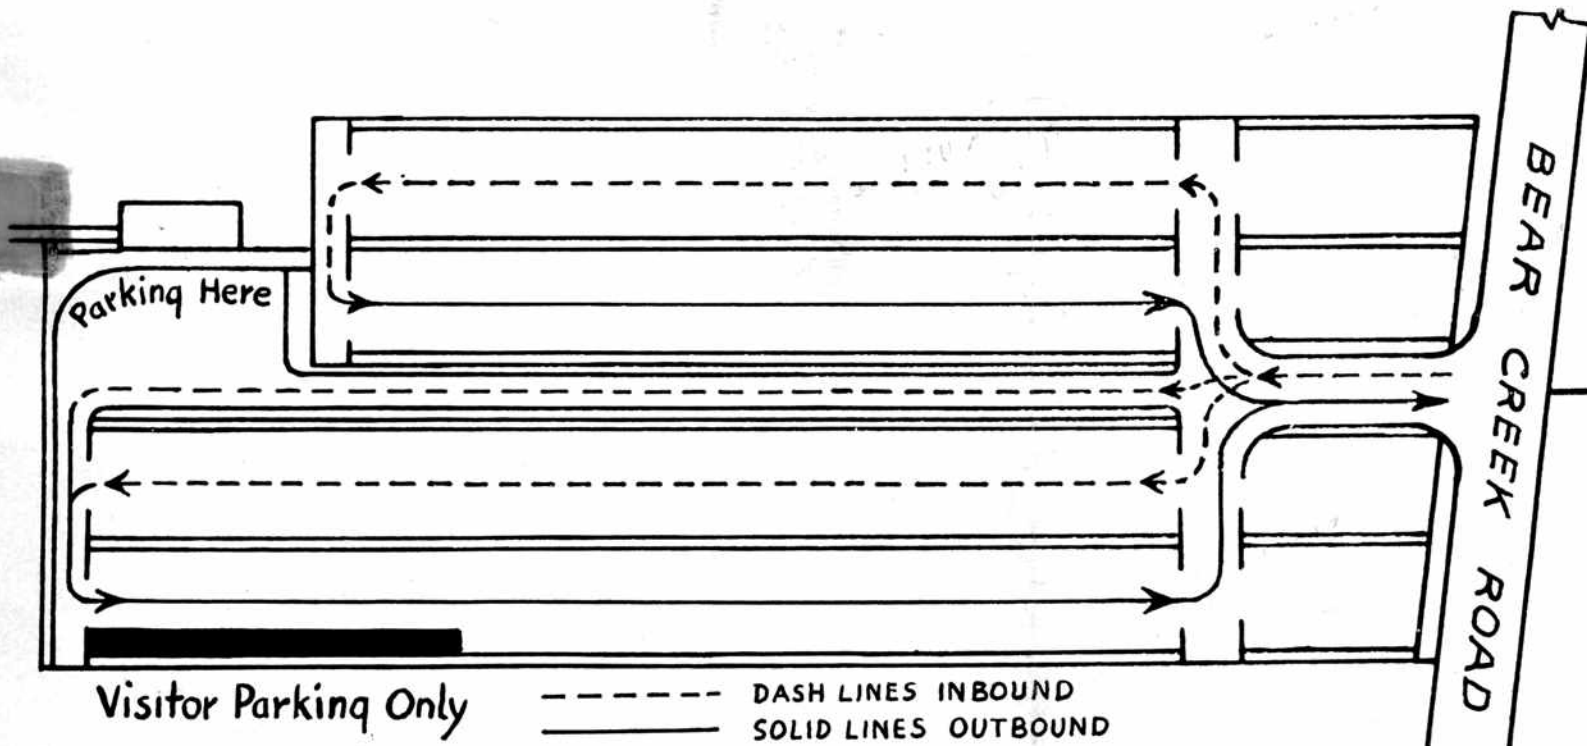 Parking Here
BEAR CREEK ROAD
Visitor Parking Only
DASH LINES INBOUND
SOLID LINES OUTBOUND